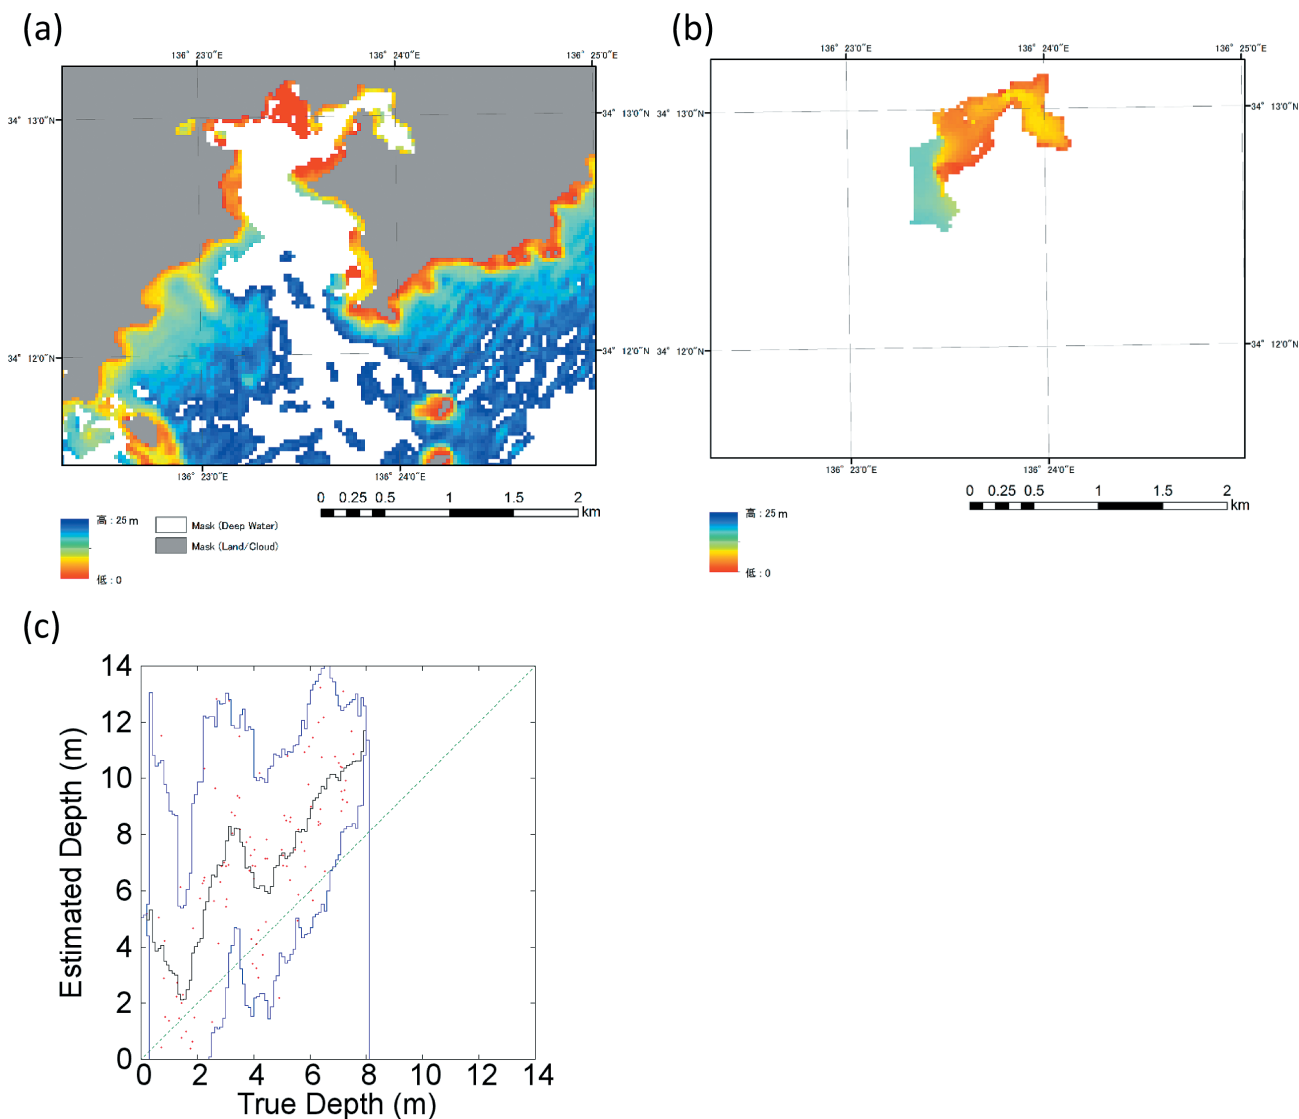 (a)
136° 23'0"E 136° 24'0"E 136° 25'0"E
34° 13'0"N 34° 13'0"N
34° 12'0"N 34° 12'0"N
136° 23'0"E 136° 24'0"E
0 0.25 0.5 1 1.5 2
km
高 : 25 m
低 : 0
Mask (Deep Water)
Mask (Land/Cloud)
(b)
136° 23'0"E 136° 24'0"E 136° 25'0"E
34° 13'0"N 34° 13'0"N
34° 12'0"N 34° 12'0"N
136° 23'0"E 136° 24'0"E
0 0.25 0.5 1 1.5 2
km
高 : 25 m
低 : 0
(c)
Estimated Depth (m)
14
12
10
8
6
4
2
0
0 2 4 6 8 10 12 14
True Depth (m)